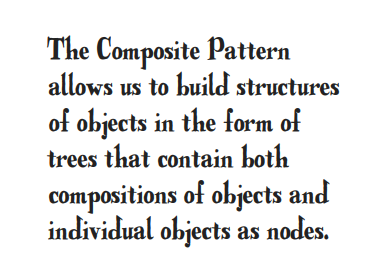 The Composite Pattern
allows us to build structures
of objects in the form of
trees that contain both
compositions of objects and
individual objects as nodes.